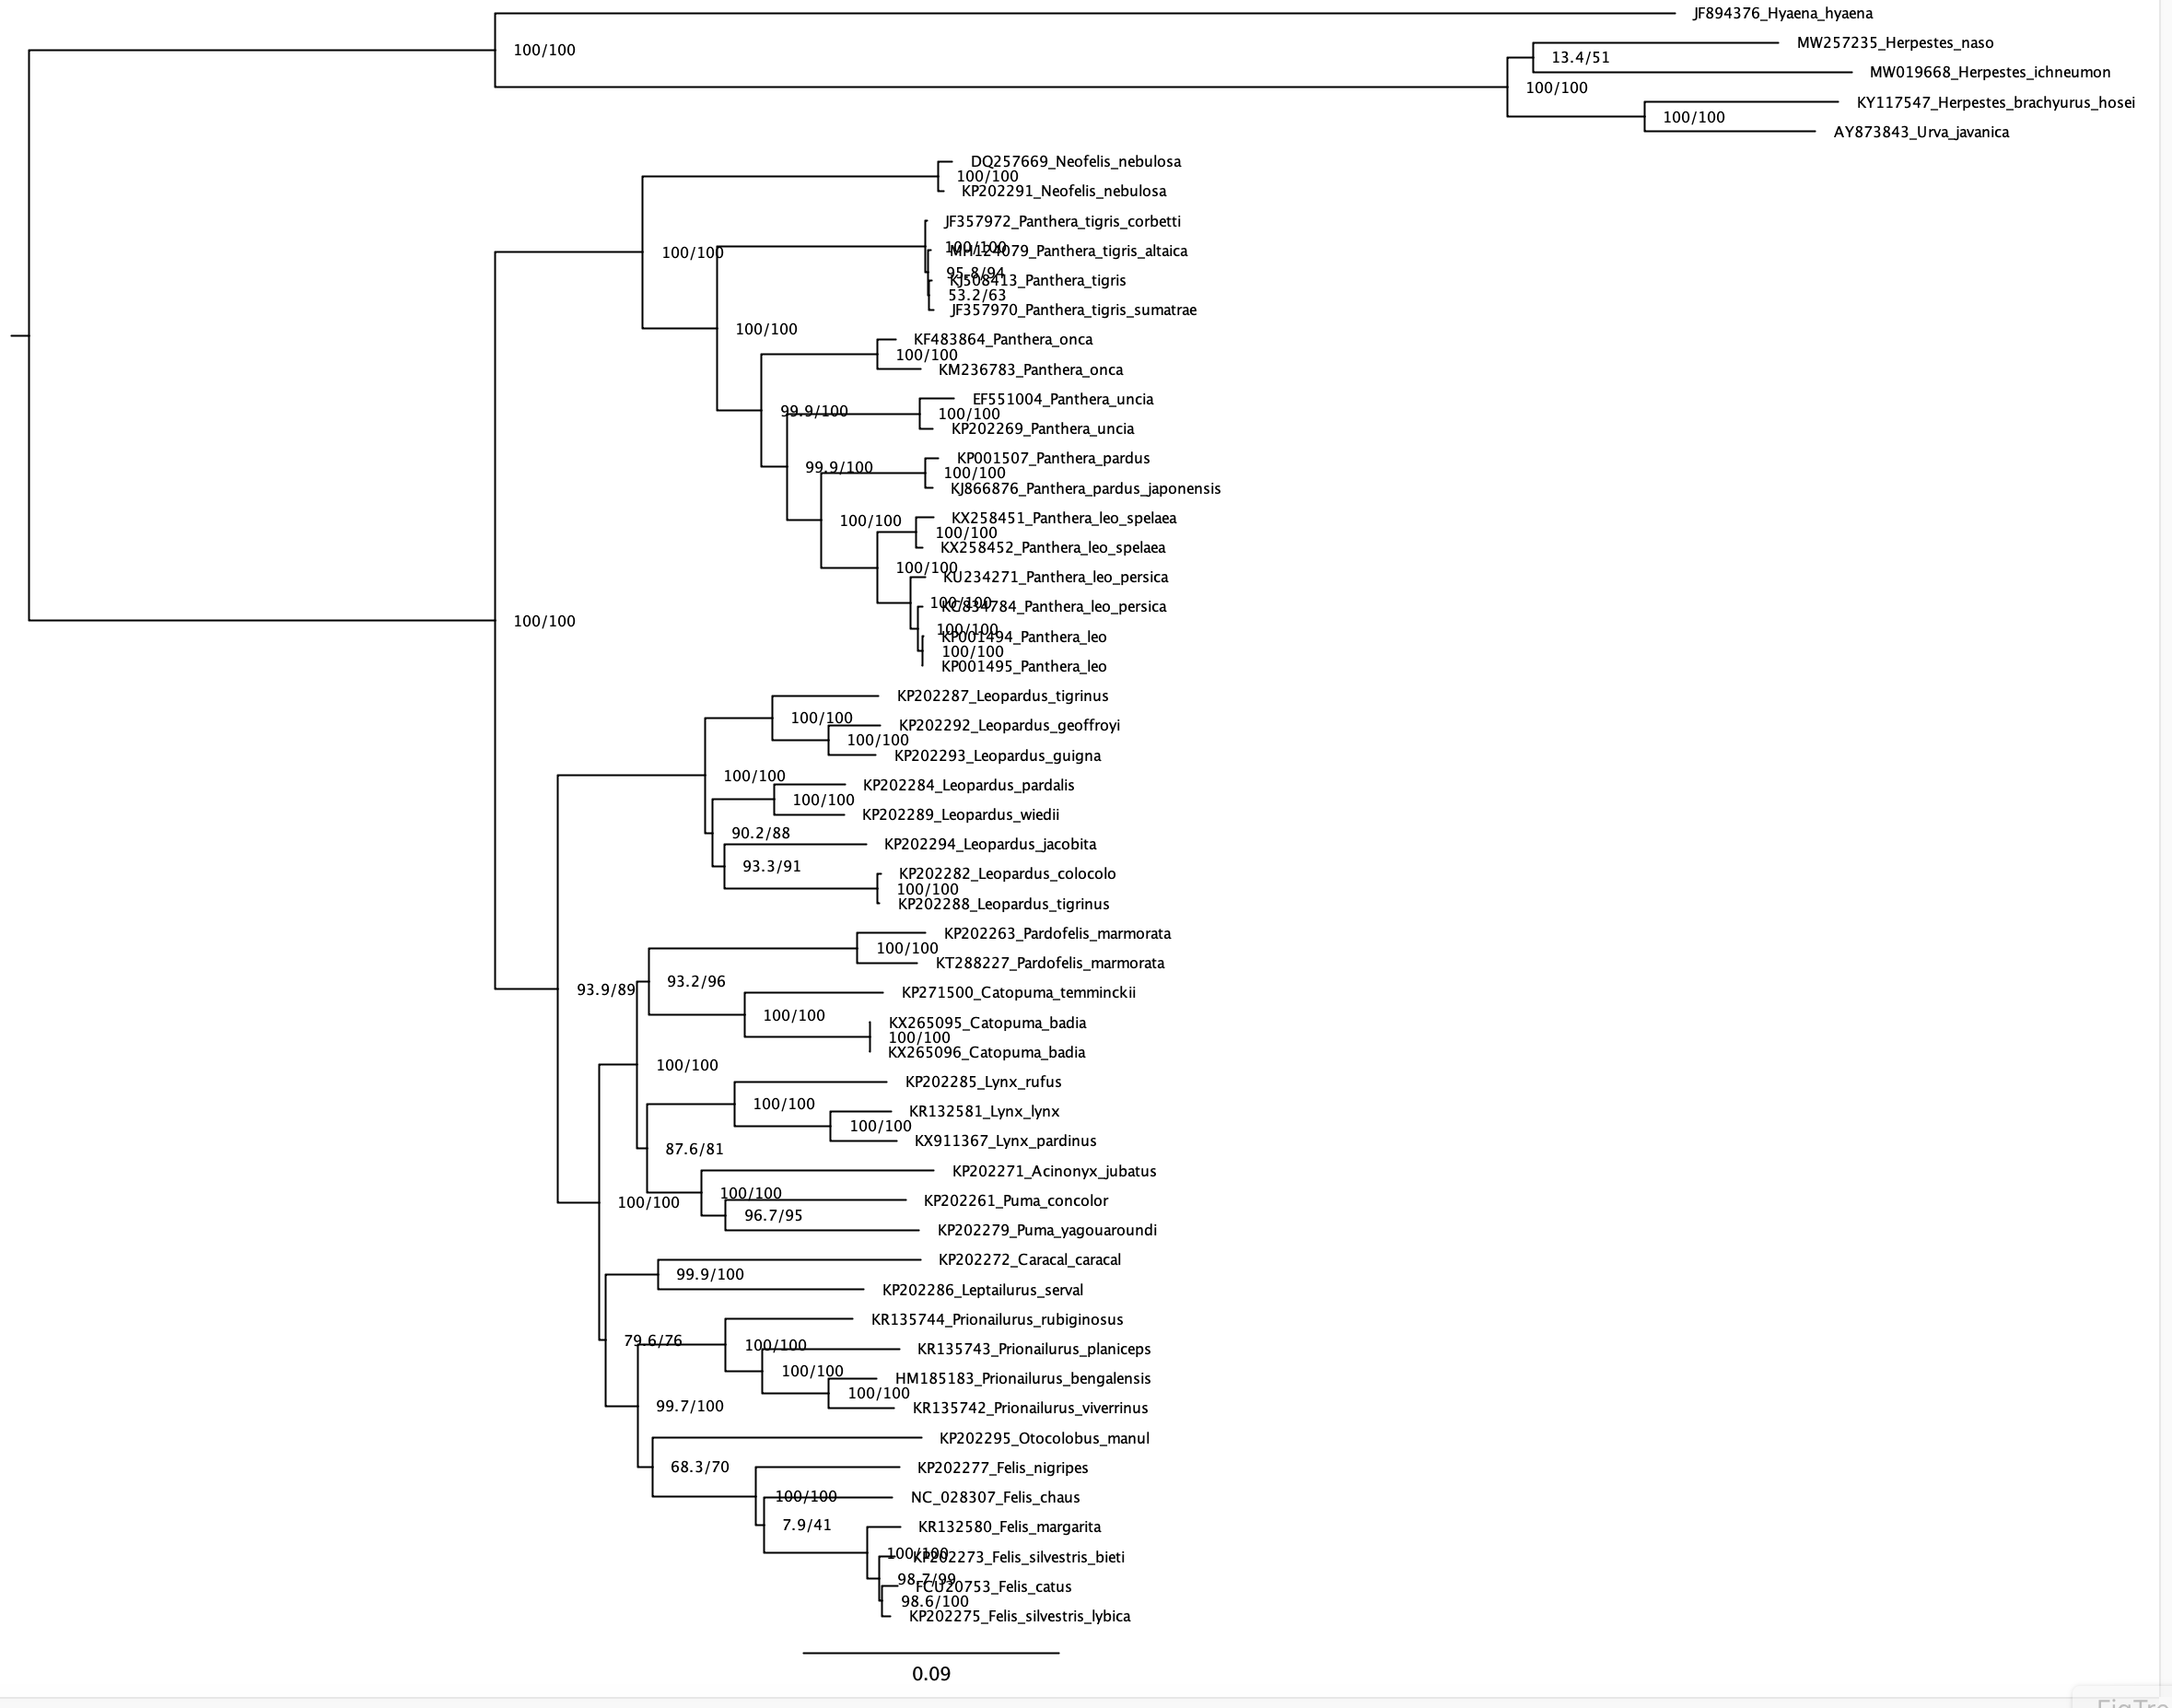 JF894376_Hyaena_hyaena
100/100
MW257235_Herpestes_naso
13.4/51
MW019668_Herpestes_ichneumon
100/100
KY117547_Herpestes_brachyurus_hosei
100/100
AY873843_Urva_javanica
DQ257669_Neofelis_nebulosa
100/100
KP202291_Neofelis_nebulosa
JF357972_Panthera_tigris_corbetti
100/100
100/100
MH124079_Panthera_tigris_altaica
95.8/94
KJ508413_Panthera_tigris
53.2/63
JF357970_Panthera_tigris_sumatrae
100/100
KF483864_Panthera_onca
100/100
KM236783_Panthera_onca
EF551004_Panthera_uncia
99.9/100
100/100
KP202269_Panthera_uncia
KP001507_Panthera_pardus
99.9/100
100/100
KJ866876_Panthera_pardus_japonensis
KX258451_Panthera_leo_spelaea
100/100
100/100
KX258452_Panthera_leo_spelaea
100/100
KU234271_Panthera_leo_persica
100/100
KC834784_Panthera_leo_persica
100/100
100/100
KP001494_Panthera_leo
100/100
KP001495_Panthera_leo
KP202287_Leopardus_tigrinus
100/100
KP202292_Leopardus_geoffroyi
100/100
KP202293_Leopardus_guigna
100/100
KP202284_Leopardus_pardalis
100/100
KP202289_Leopardus_wiedii
90.2/88
KP202294_Leopardus_jacobita
93.3/91
KP202282_Leopardus_colocolo
100/100
KP202288_Leopardus_tigrinus
KP202263_Pardofelis_marmorata
100/100
KT288227_Pardofelis_marmorata
93.2/96
93.9/89
KP271500_Catopuma_temminckii
100/100
KX265095_Catopuma_badia
100/100
KX265096_Catopuma_badia
100/100
KP202285_Lynx_rufus
100/100
KR132581_Lynx_lynx
100/100
KX911367_Lynx_pardinus
87.6/81
KP202271_Acinonyx_jubatus
100/100
100/100
KP202261_Puma_concolor
96.7/95
KP202279_Puma_yagouaroundi
KP202272_Caracal_caracal
99.9/100
KP202286_Leptailurus_serval
KR135744_Prionailurus_rubiginosus
79.6/76
100/100
KR135743_Prionailurus_planiceps
100/100
HM185183_Prionailurus_bengalensis
100/100
KR135742_Prionailurus_viverrinus
99.7/100
KP202295_Otocolobus_manul
68.3/70
KP202277_Felis_nigripes
100/100
NC_028307_Felis_chaus
7.9/41
KR132580_Felis_margarita
100/100
KP202273_Felis_silvestris_bieti
98.7/99
FCU20753_Felis_catus
98.6/100
KP202275_Felis_silvestris_lybica
0.09